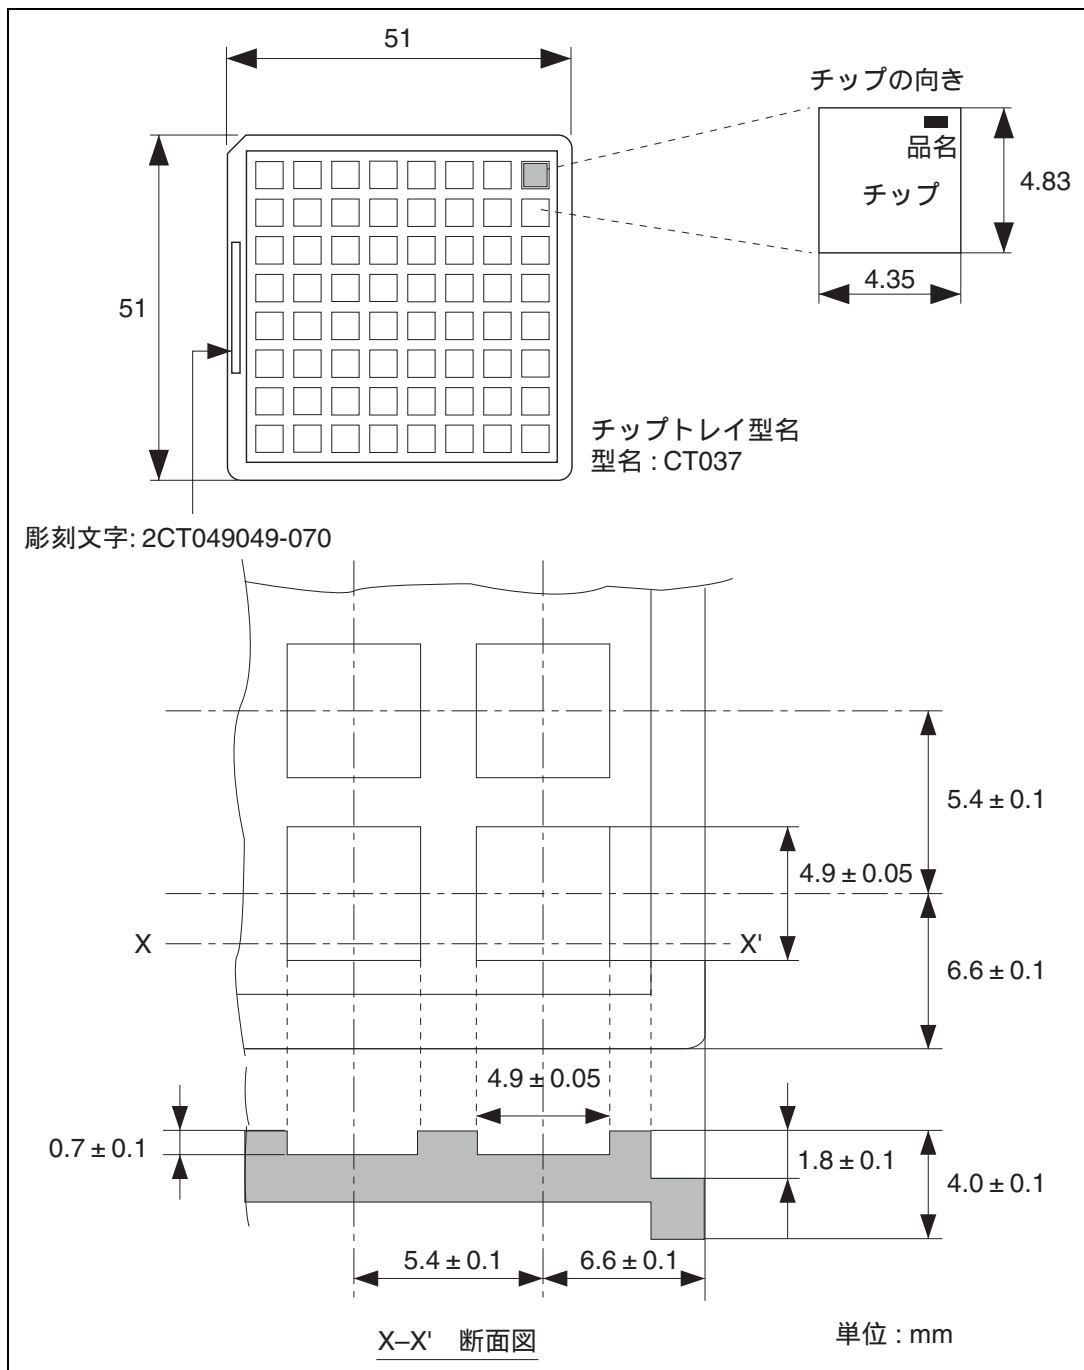 51
チップの向き
品名
チップ
4.83
4.35
51
チップトレイ型名
型名 : CT037
彫刻文字: 2CT049049-070
5.4 ± 0.1
4.9 ± 0.05
X
X'
6.6 ± 0.1
4.9 ± 0.05
0.7 ± 0.1
1.8 ± 0.1
4.0 ± 0.1
5.4 ± 0.1
6.6 ± 0.1
X–X' 断面図
単位 : mm